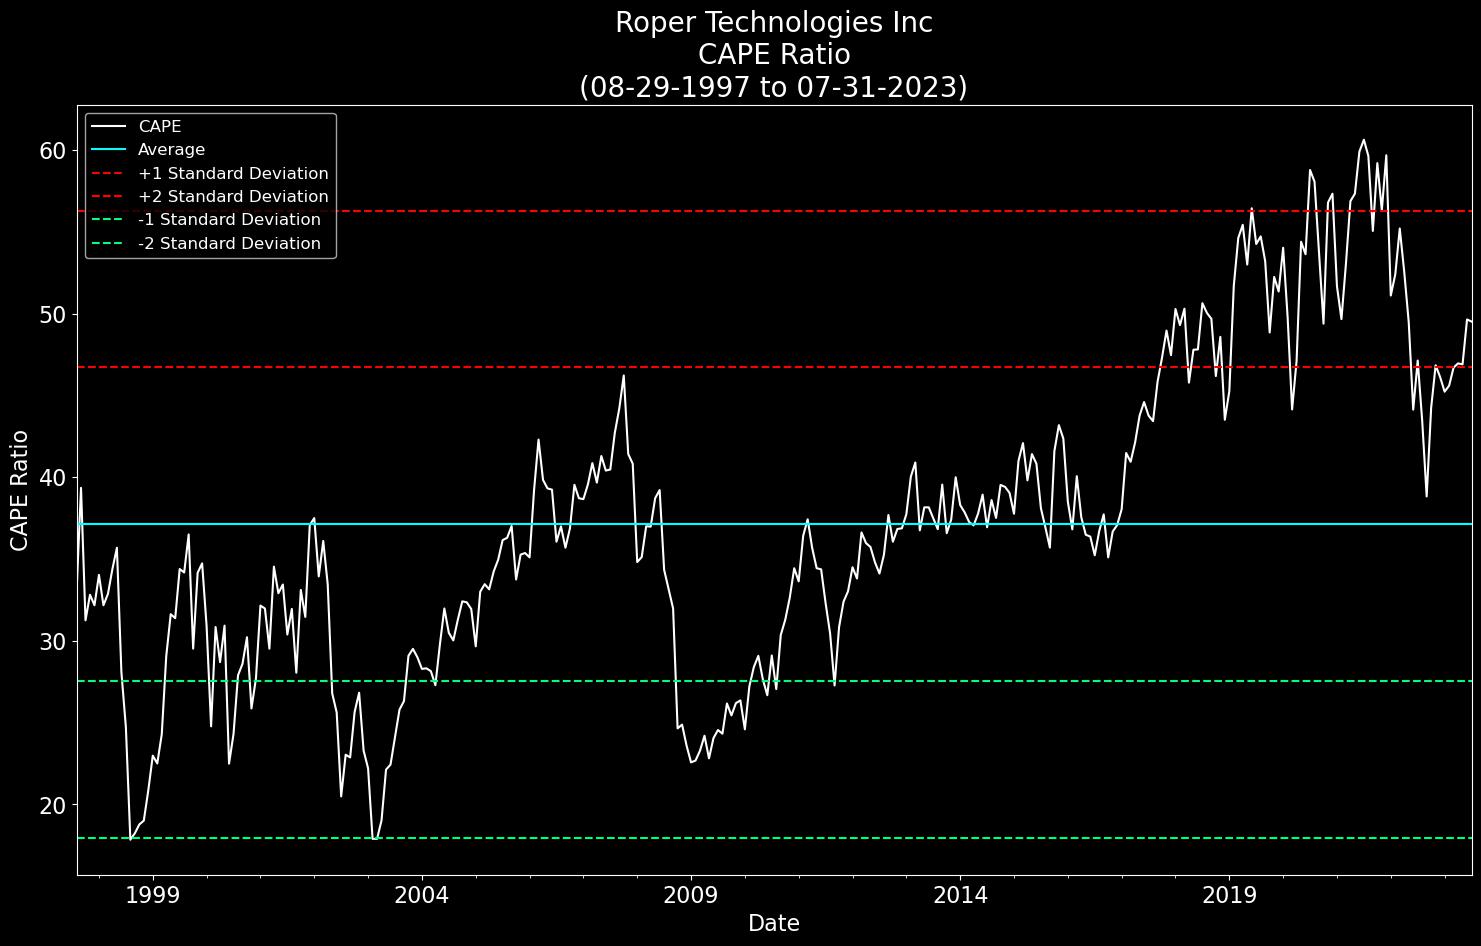 Roper Technologies Inc
CAPE Ratio
(08-29-1997 to 07-31-2023)
CAPE
Average
+1 Standard Deviation
+2 Standard Deviation
-1 Standard Deviation
-2 Standard Deviation
60
50
40
30
20
CAPE Ratio
1999
2004
2009
2014
2019
Date